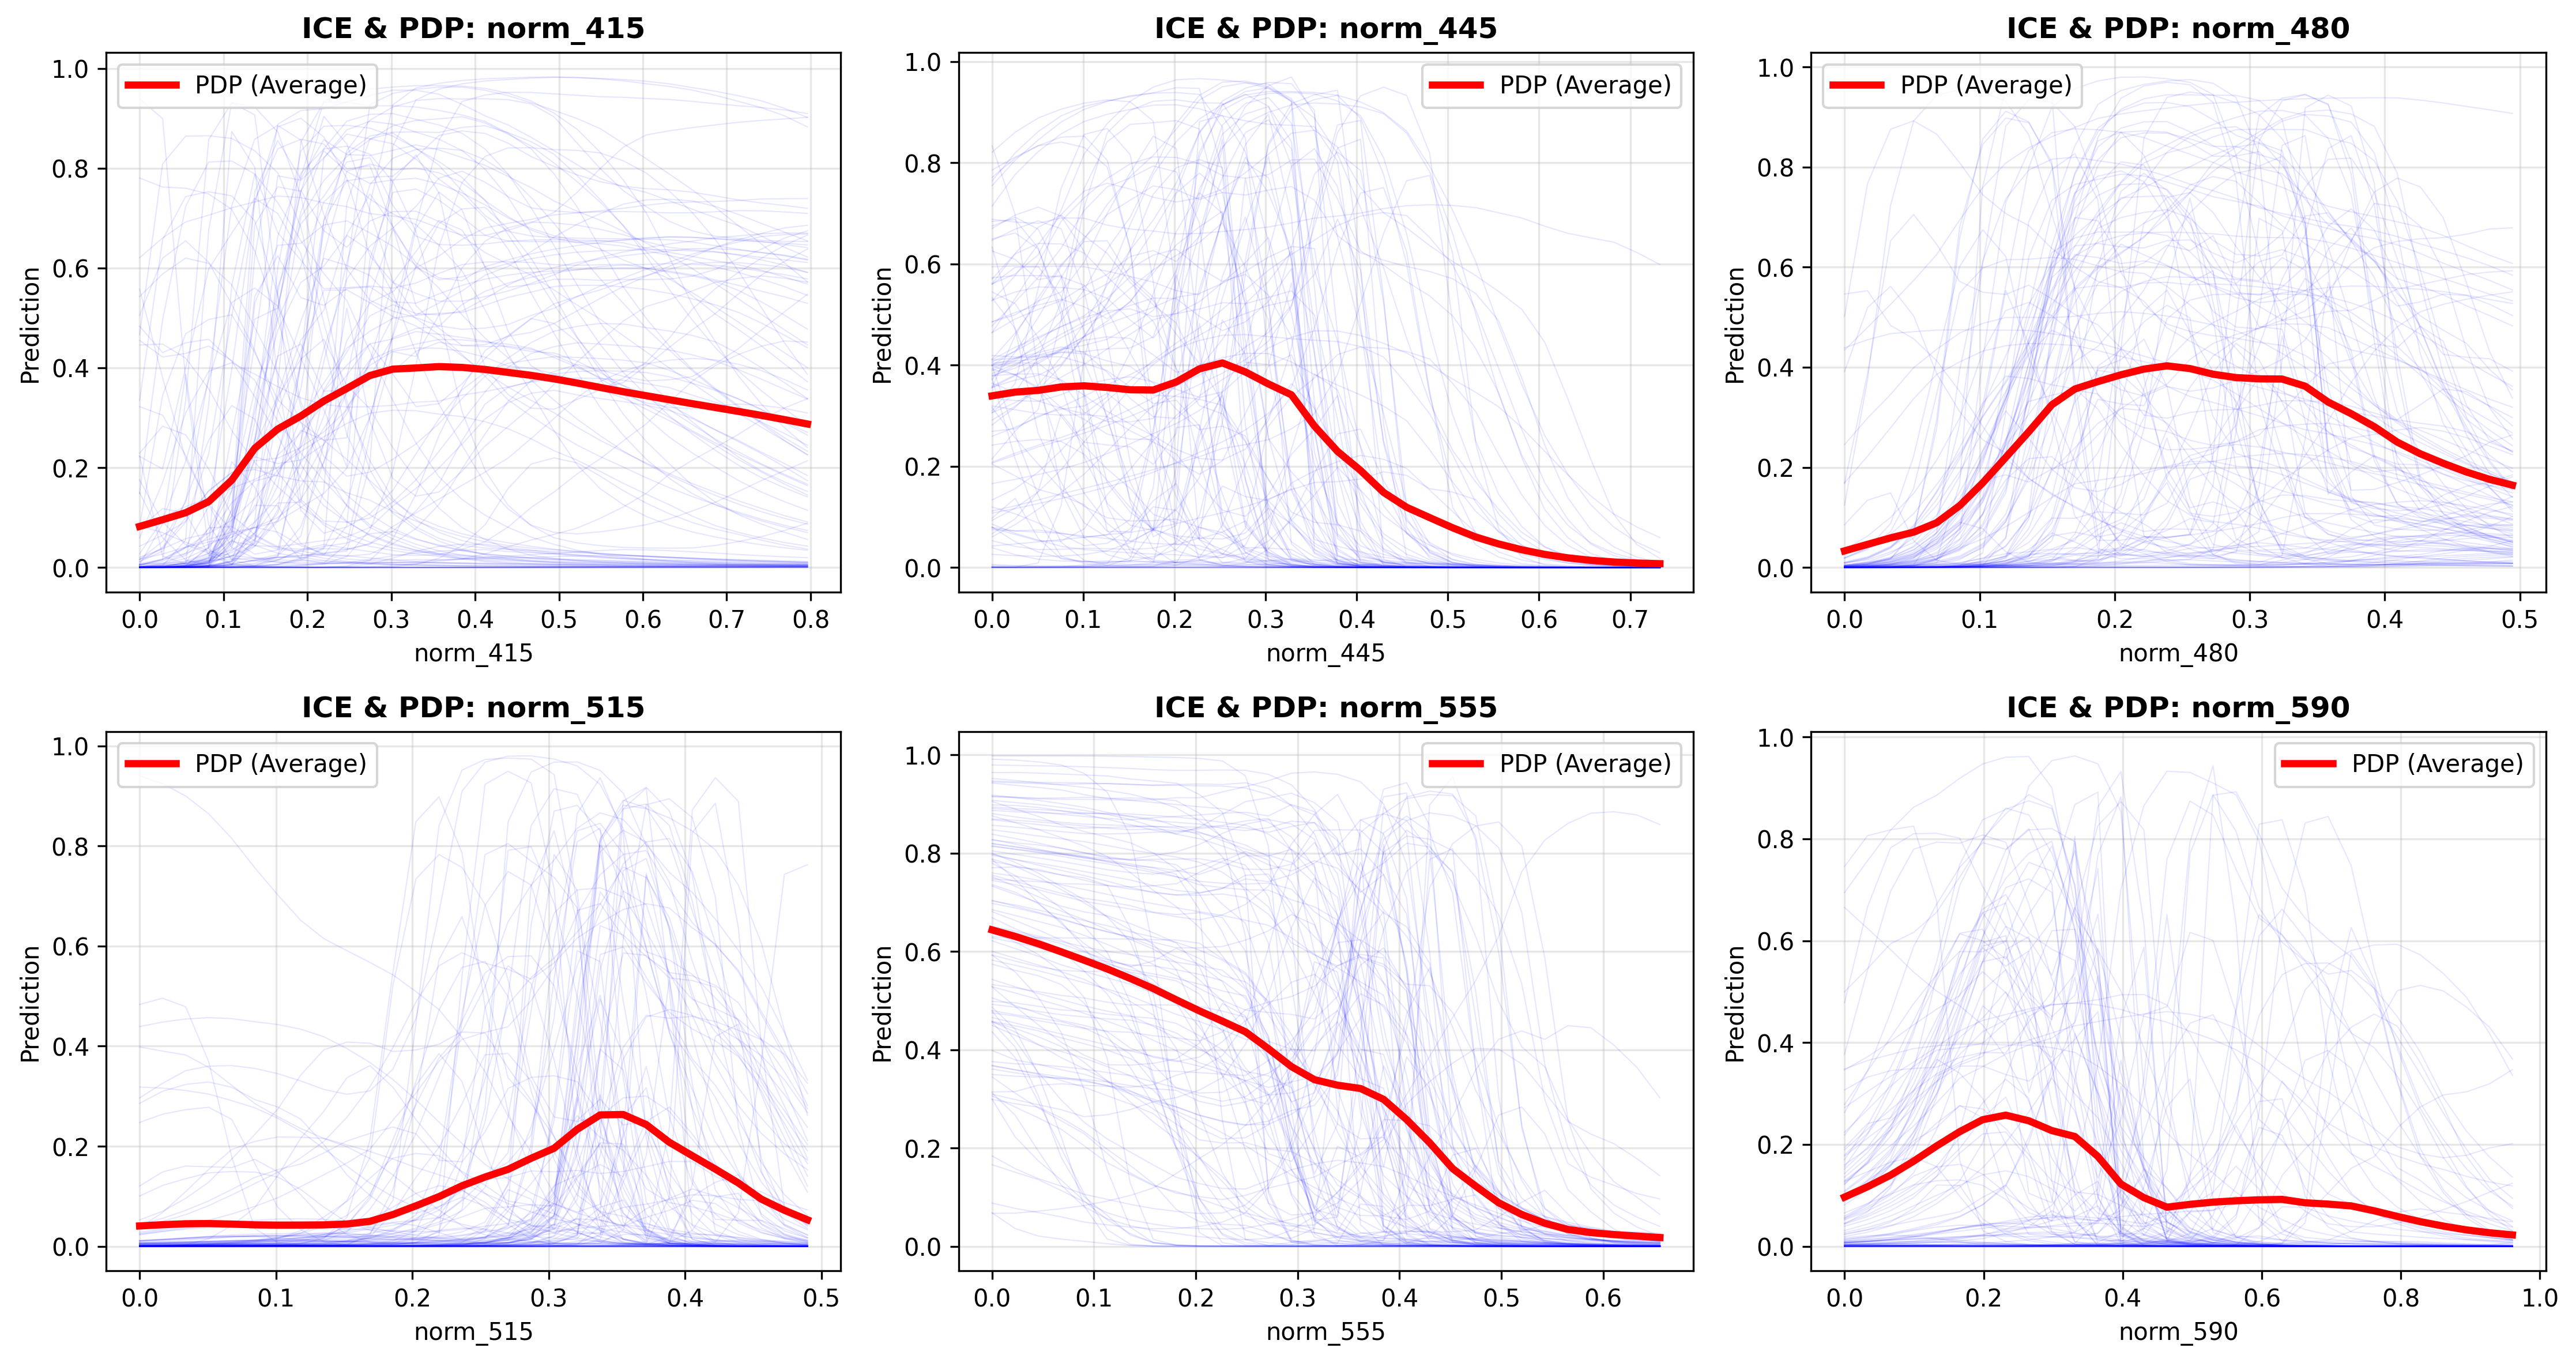 ICE & PDP: norm_415
PDP (Average)
Prediction
1.0
0.8
0.6
0.4
0.2
0.0
0.0 0.1 0.2 0.3 0.4 0.5 0.6 0.7 0.8
norm_415
ICE & PDP: norm_445
PDP (Average)
Prediction
1.0
0.8
0.6
0.4
0.2
0.0
0.0 0.1 0.2 0.3 0.4 0.5 0.6 0.7
norm_445
ICE & PDP: norm_480
PDP (Average)
Prediction
1.0
0.8
0.6
0.4
0.2
0.0
0.0 0.1 0.2 0.3 0.4 0.5
norm_480
ICE & PDP: norm_515
PDP (Average)
Prediction
1.0
0.8
0.6
0.4
0.2
0.0
0.0 0.1 0.2 0.3 0.4 0.5
norm_515
ICE & PDP: norm_555
PDP (Average)
Prediction
1.0
0.8
0.6
0.4
0.2
0.0
0.0 0.1 0.2 0.3 0.4 0.5 0.6
norm_555
ICE & PDP: norm_590
PDP (Average)
Prediction
1.0
0.8
0.6
0.4
0.2
0.0
0.0 0.2 0.4 0.6 0.8 1.0
norm_590